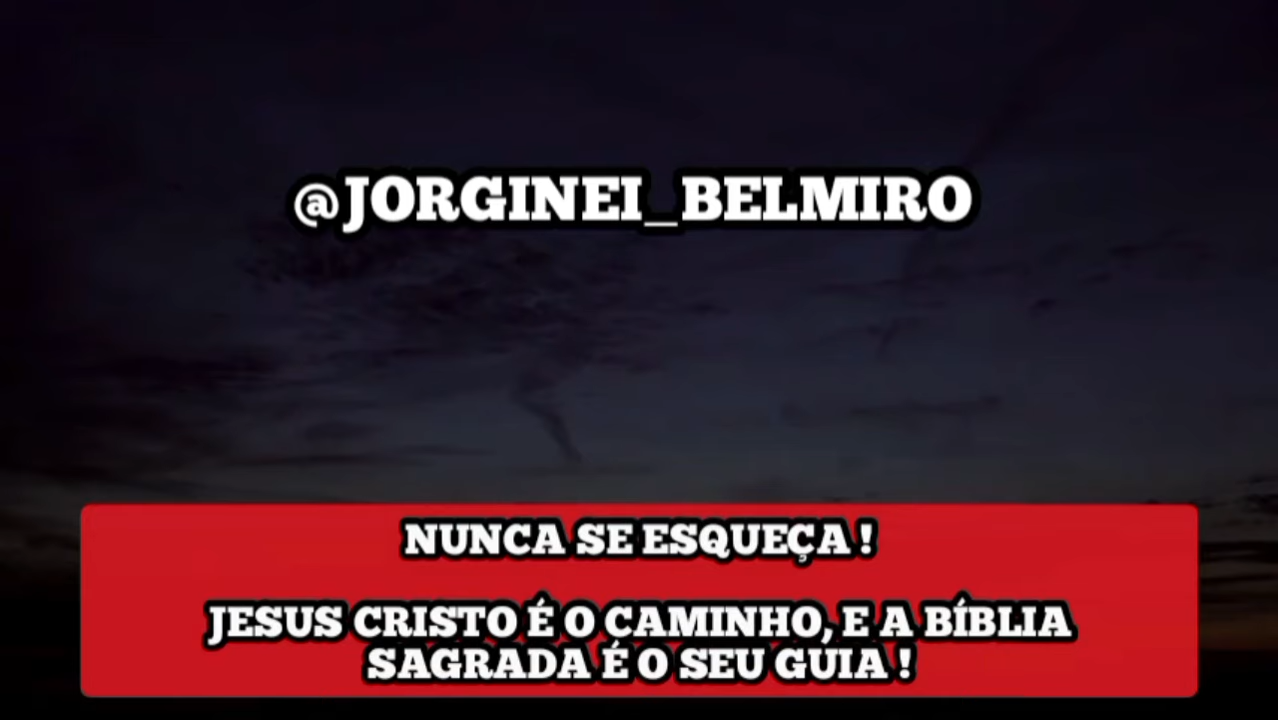 @JORGINEI_BELMIRO
NUNCA SE ESQUEÇA !
JESUS CRISTO É O CAMINHO, E A BÍBLIA
SAGRADA É O SEU GUIA !